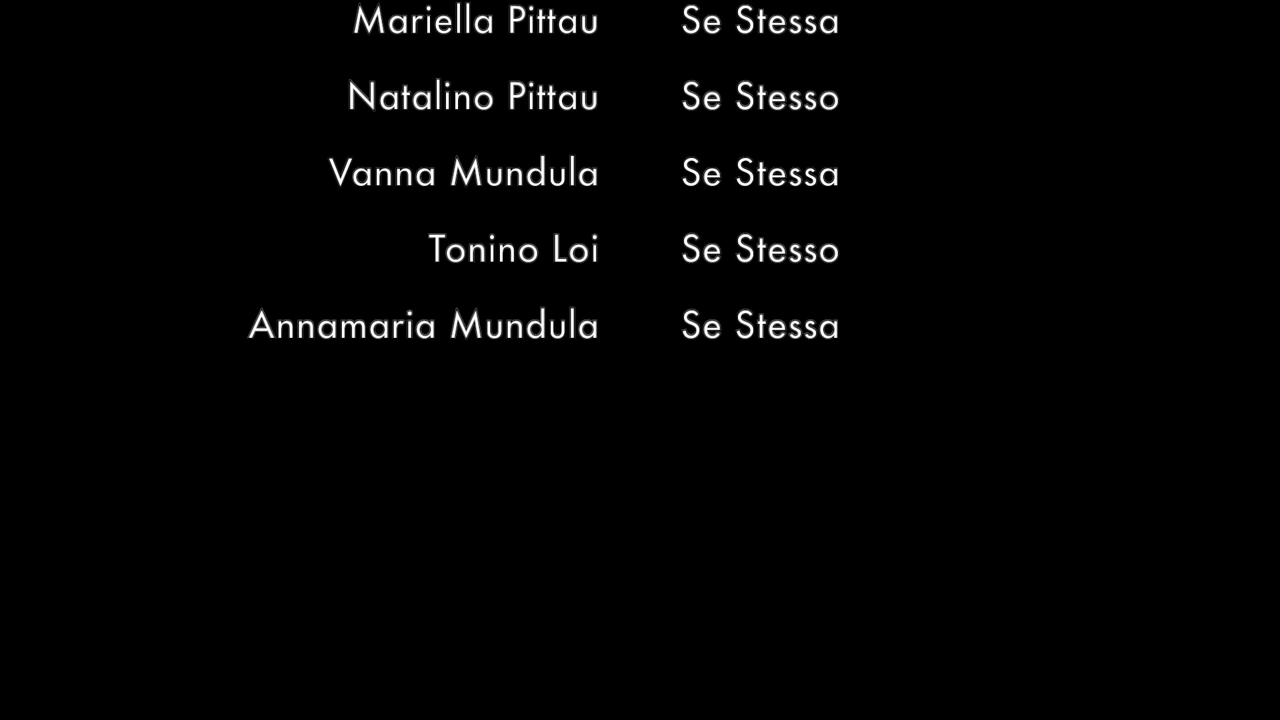 Mariella Pittau Se Stessa
Natalino Pittau Se Stesso
Vanna Mundula Se Stessa
Tonino Loi Se Stesso
Annamaria Mundula Se Stessa